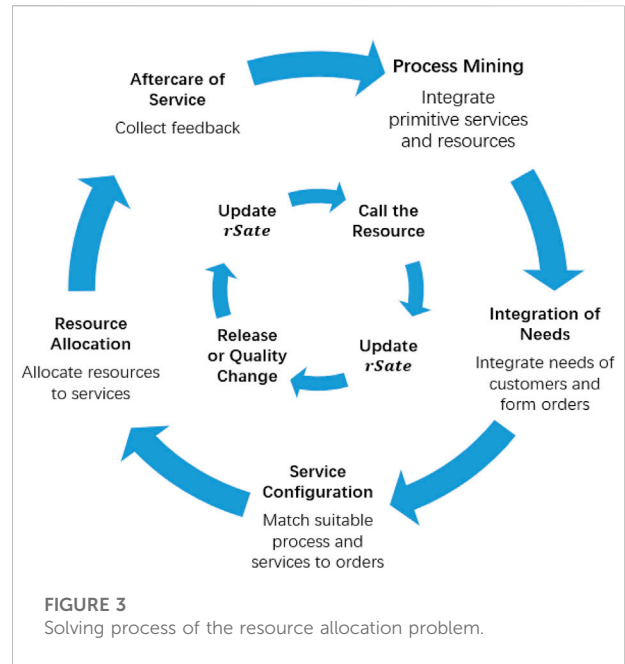 Process Mining
Integrate
primitive services
and resources
Integration of
Needs
Integrate needs of
customers and
form orders
Service
Configuration
Match suitable
process and
services to orders
Resource
Allocation
Allocate resources
to services
Aftercare of
Service
Collect feedback
Call the
Resource
Update
rSate
Release
or Quality
Change
Update
rSate
FIGURE 3
Solving process of the resource allocation problem.